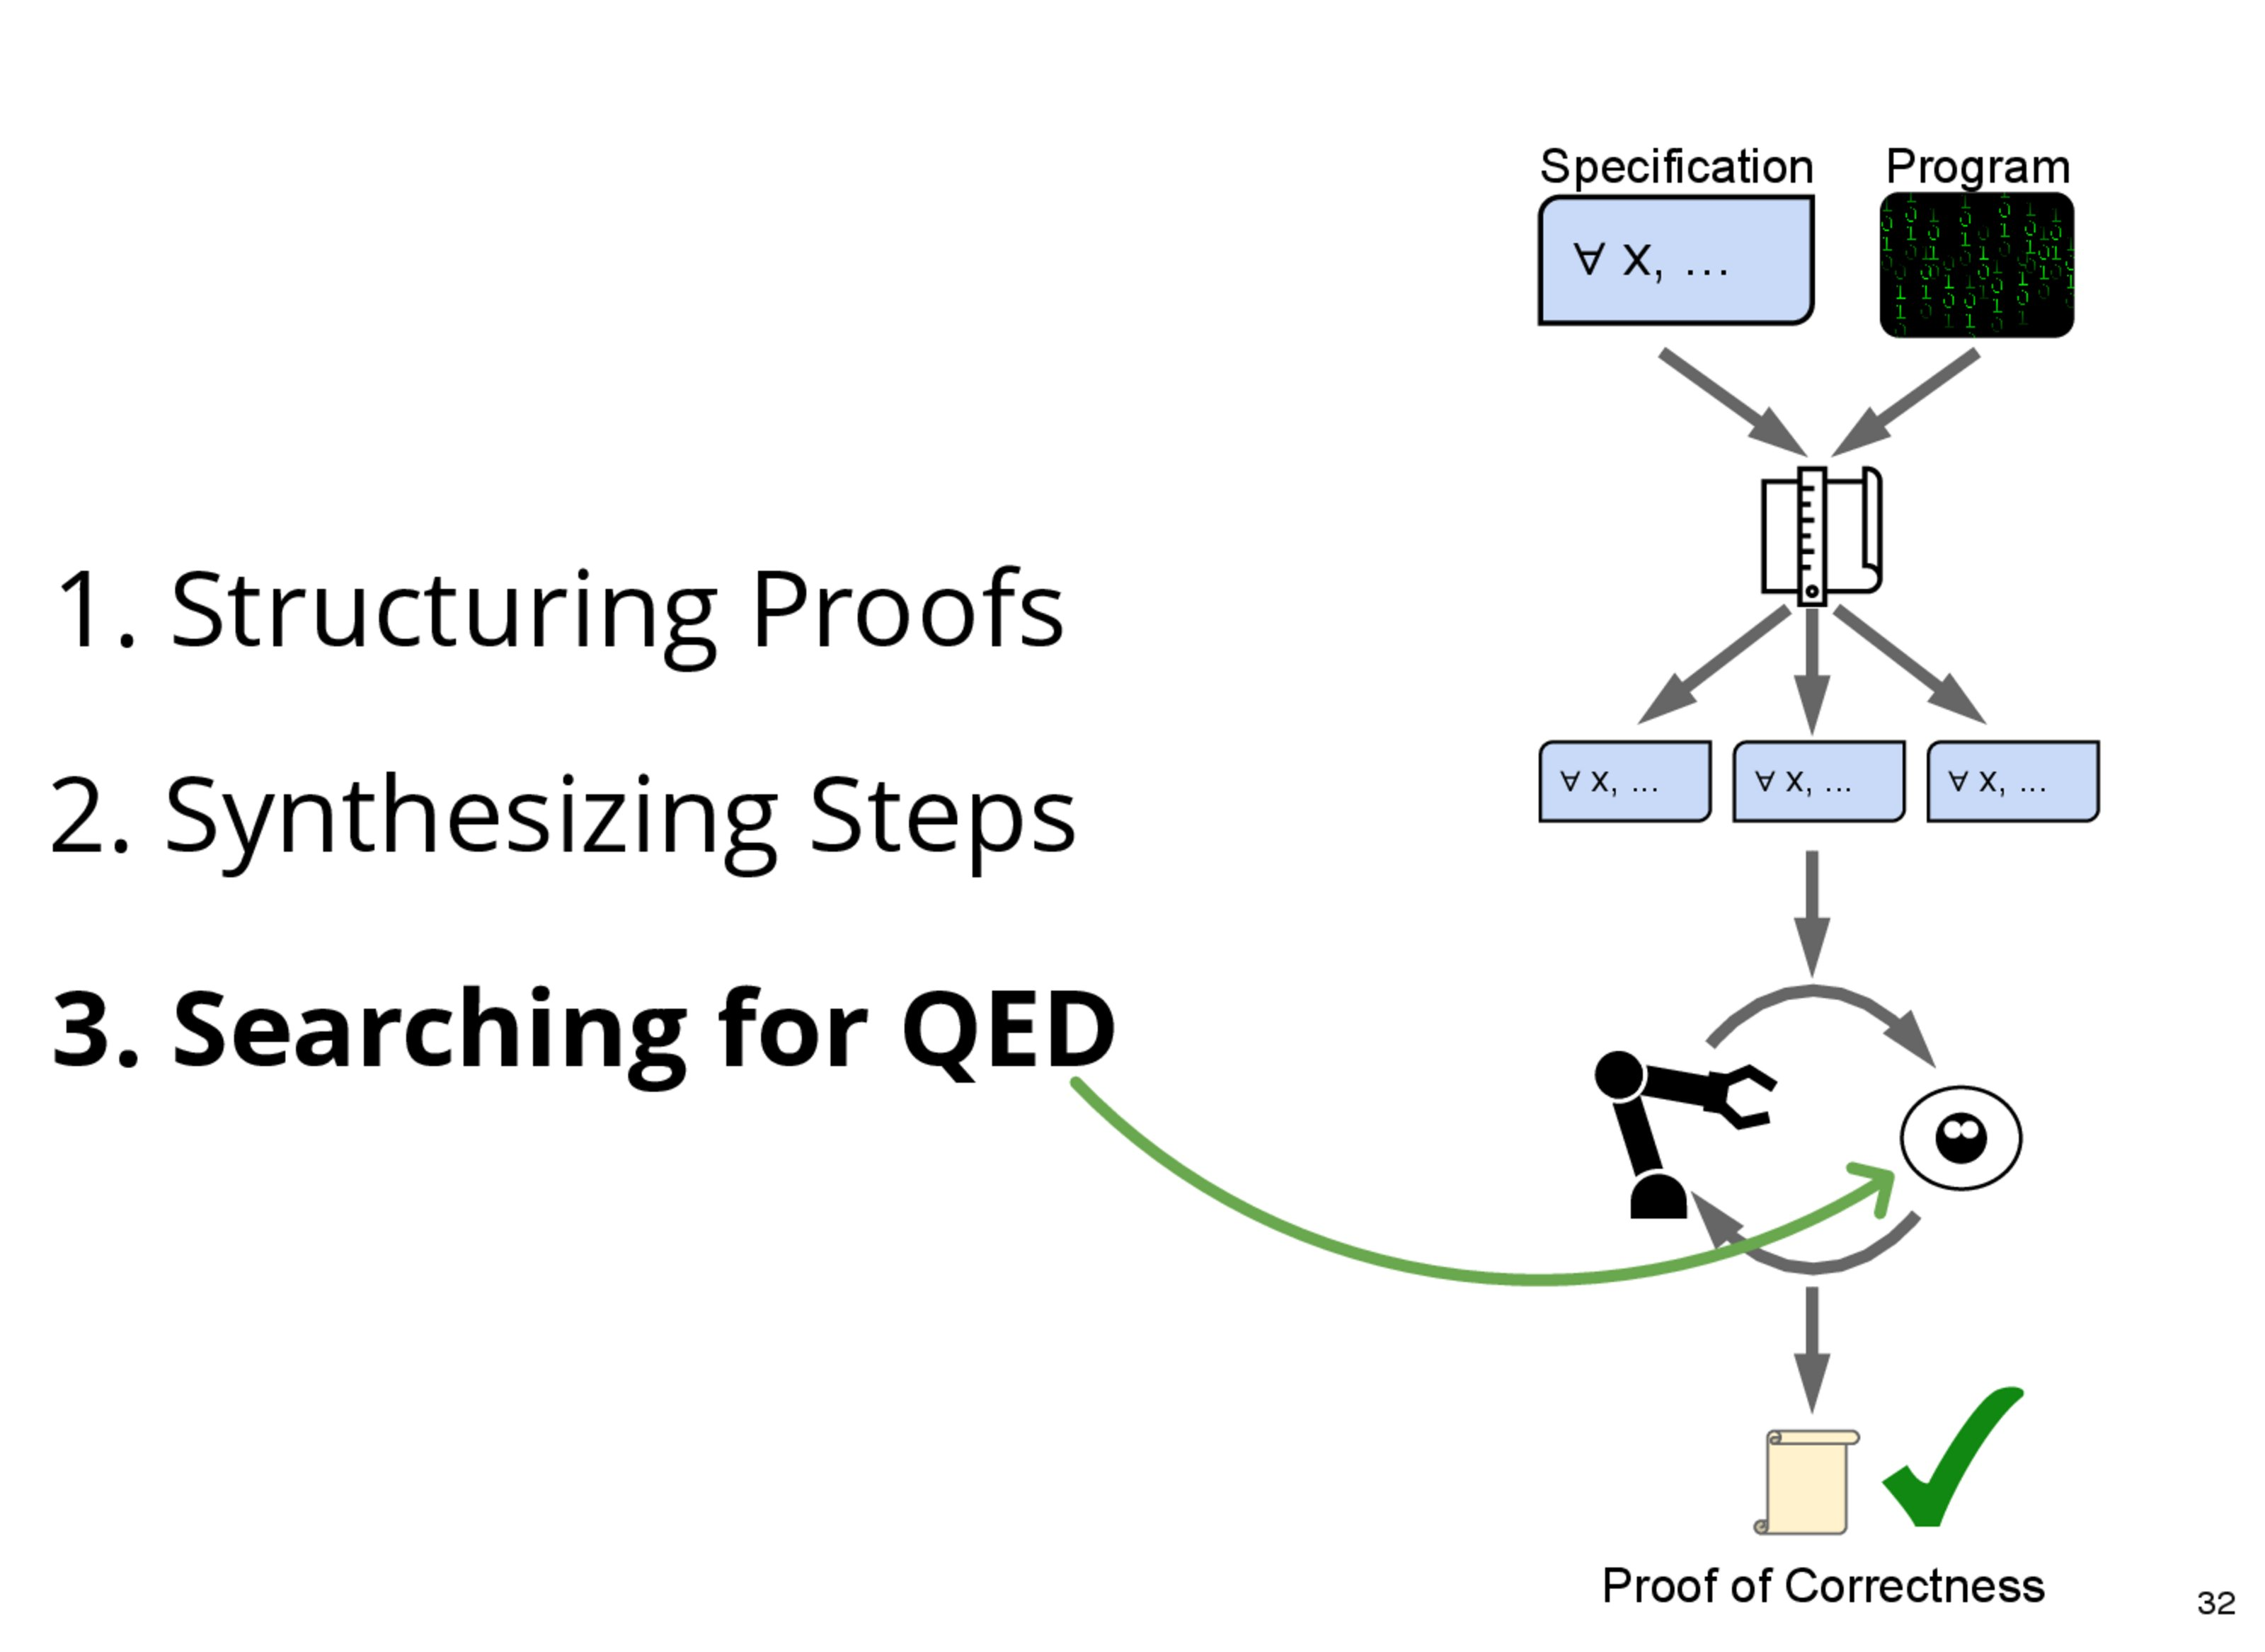 Specification Program
∀ x, ...
1. Structuring Proofs
∀ x, ... ∀ x, ... ∀ x, ...
2. Synthesizing Steps
3. Searching for QED
Proof of Correctness
32